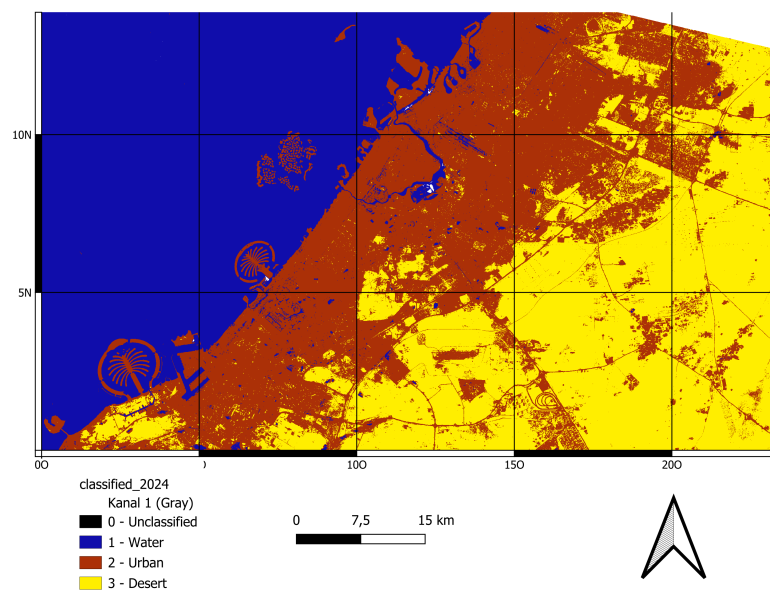 10N
5N
0O
10O
15O
20O
classified_2024
Kanal 1 (Gray)
0 - Unclassified
1 - Water
2 - Urban
3 - Desert
0 7,5 15 km